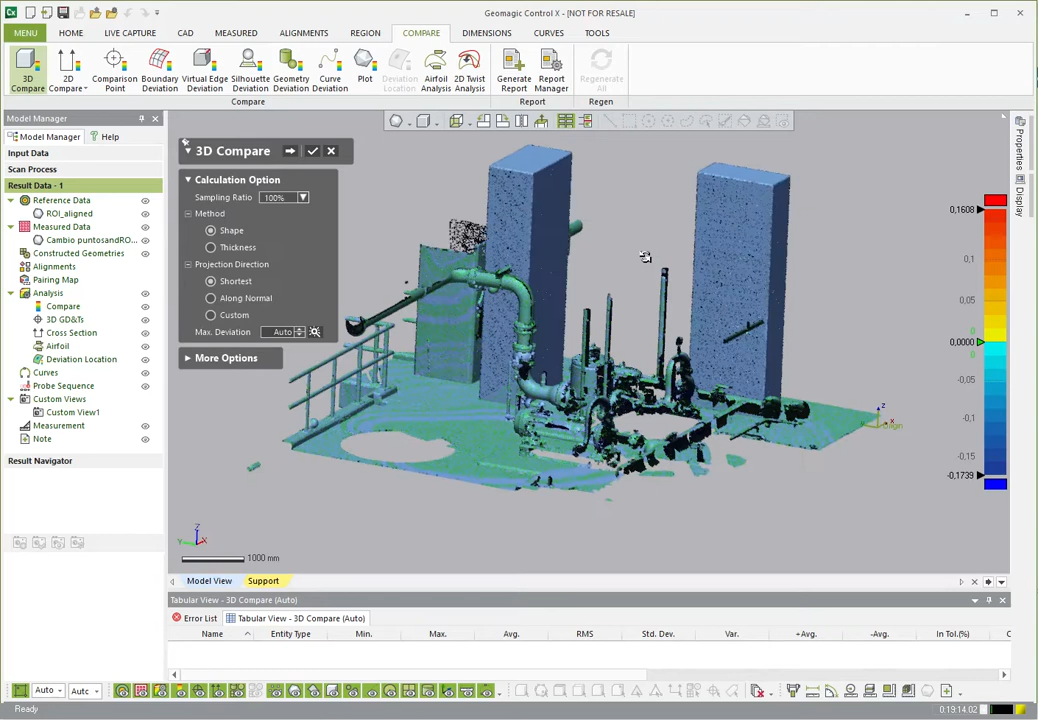 Cx
Geomagic Control X - [NOT FOR RESALE]
MENU HOME LIVE CAPTURE CAD MEASURED ALIGNMENTS REGION COMPARE DIMENSIONS CURVES TOOLS
3D Compare
2D Compare
Comparison Point
Boundary Deviation
Virtual Edge Deviation
Silhouette Deviation
Geometry Deviation
Curve Deviation
Plot
Deviation Location
Airfoil Analysis
2D Twist Analysis
Generate Report
Report Manager
Regenerate All
Compare Report Regen
Model Manager
Model Manager Help
Input Data
Scan Process
Result Data - 1
Reference Data
ROI_aligned
Measured Data
Cambio puntosandRO...
Constructed Geometries
Alignments
Pairing Map
Analysis
Compare
3D GD&Ts
Cross Section
Airfoil
Deviation Location
Curves
Probe Sequence
Custom Views
Custom View1
Measurement
Note
Result Navigator
3D Compare
Calculation Option
Sampling Ratio 100%
Method
Shape
Thickness
Projection Direction
Shortest
Along Normal
Custom
Max. Deviation Auto
More Options
Properties
Display
0,1608
0,1
0,05
0
0,0000
0
-0,05
-0,1
-0,15
-0,1739
Z
X
Origin
Z
Y X
1000 mm
Model View Support
Tabular View - 3D Compare (Auto)
Error List Tabular View - 3D Compare (Auto)
Name Entity Type Min. Max. Avg. RMS Std. Dev. Var. +Avg. -Avg. In Tol.(%)
Auto Autc
Ready
0:19:14.02